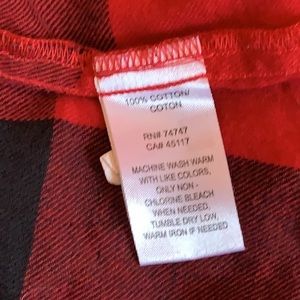 100% COTTON/
COTON
RN# 74747
CA# 45117
MACHINE WASH WARM
WITH LIKE COLORS,
ONLY NON -
CHLORINE BLEACH
WHEN NEEDED,
TUMBLE DRY LOW,
WARM IRON IF NEEDED